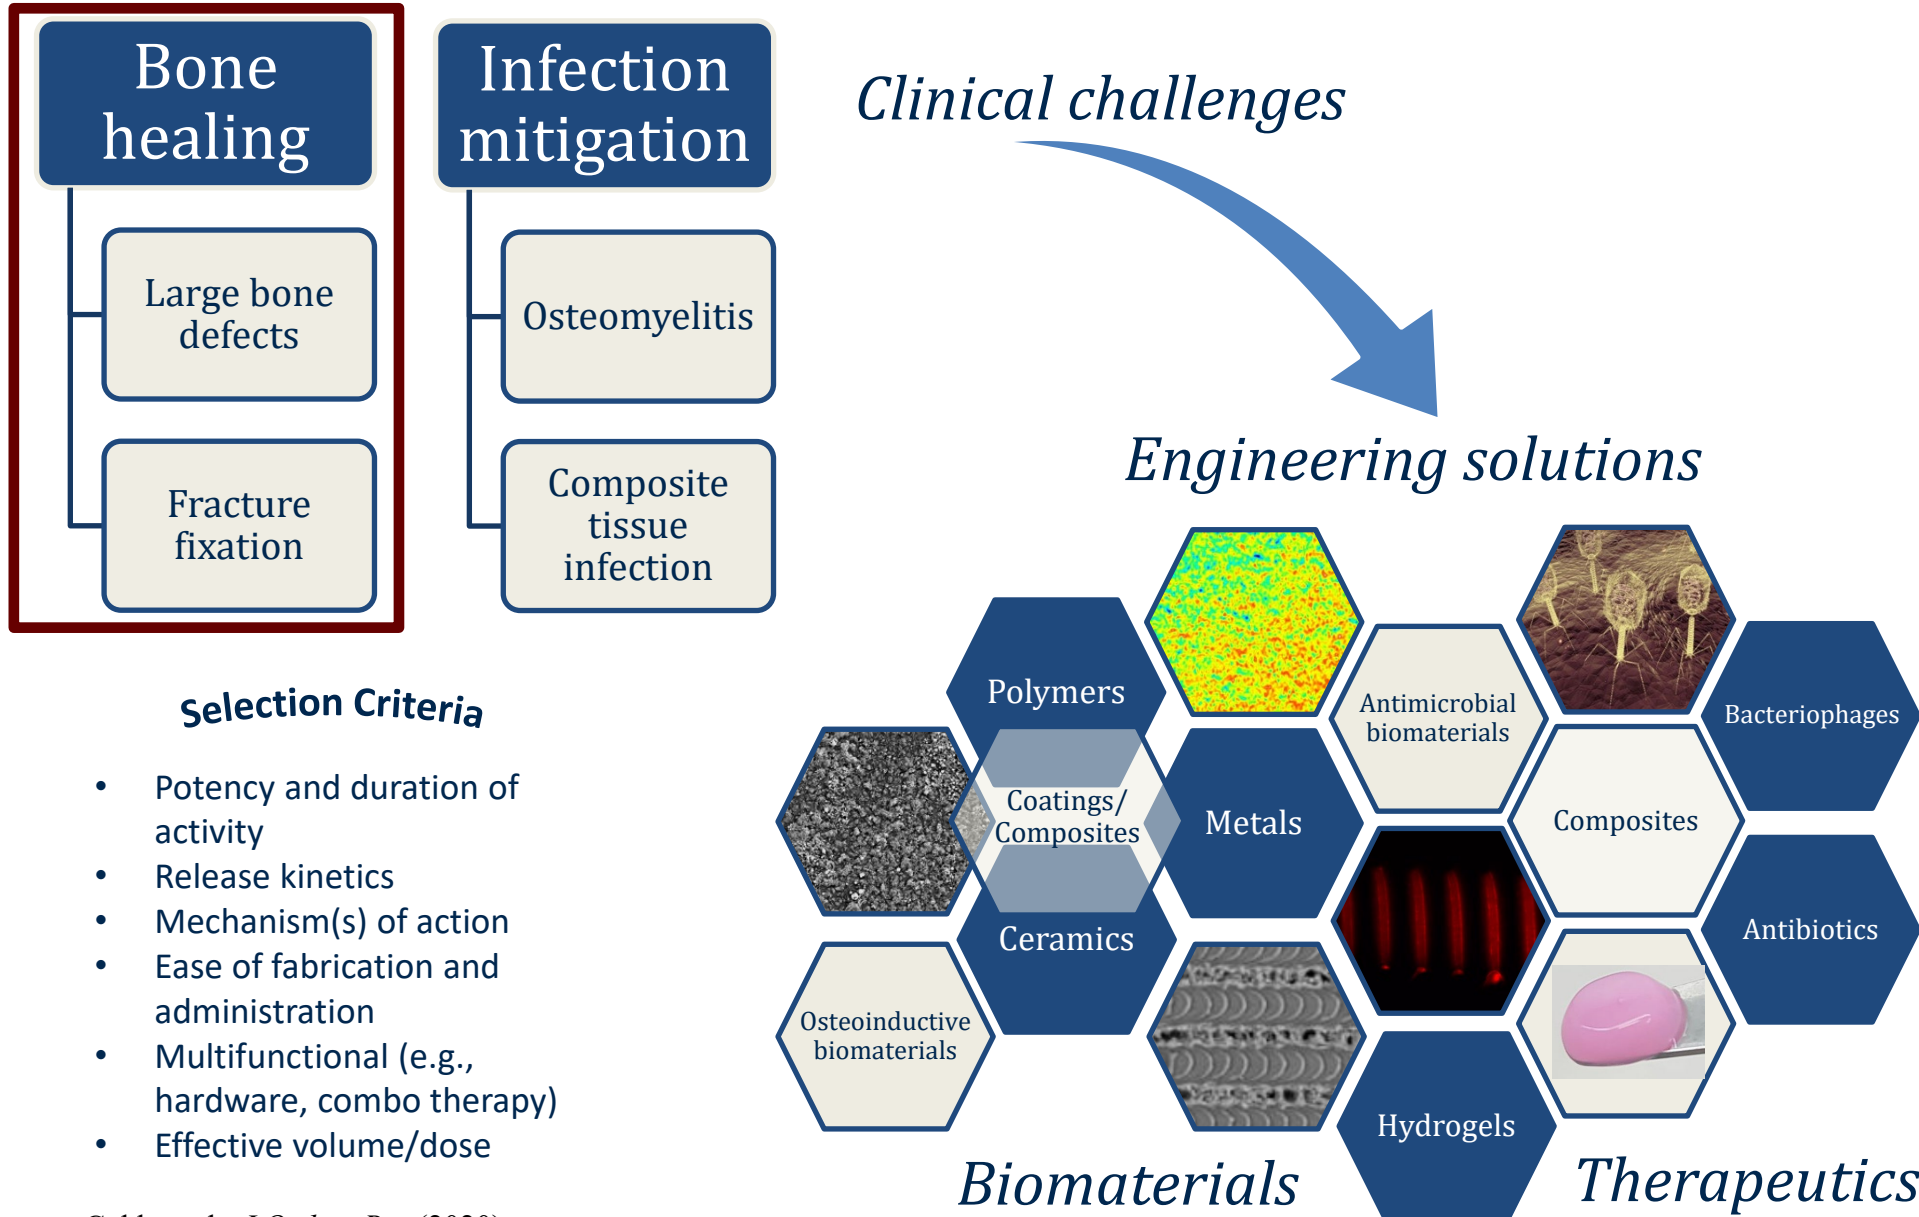 Bone
healing
Large bone
defects
Fracture
fixation
Infection
mitigation
Osteomyelitis
Composite
tissue
infection
Clinical challenges
Engineering solutions
Selection Criteria
• Potency and duration of
activity
• Release kinetics
• Mechanism(s) of action
• Ease of fabrication and
administration
• Multifunctional (e.g.,
hardware, combo therapy)
• Effective volume/dose
Polymers
Coatings/
Composites
Metals
Ceramics
Osteoinductive
biomaterials
Antimicrobial
biomaterials
Bacteriophages
Composites
Antibiotics
Hydrogels
Biomaterials
Therapeutics
(2020)